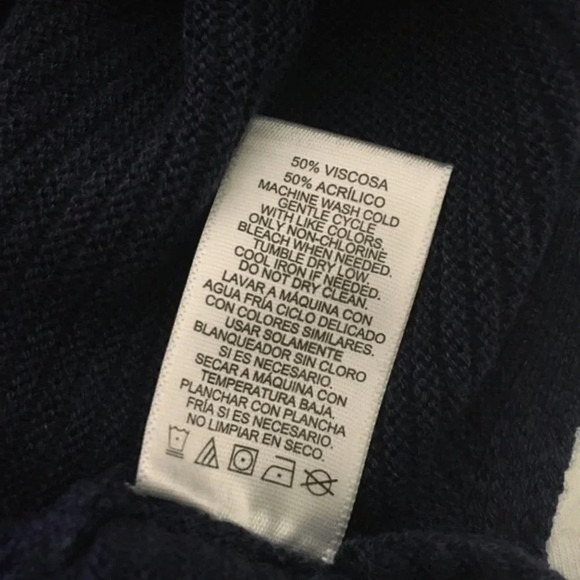 50% VISCOSA
50% ACRÍLICO
MACHINE WASH COLD
GENTLE CYCLE
WITH LIKE COLORS.
ONLY NON-CHLORINE
BLEACH WHEN NEEDED.
TUMBLE DRY LOW.
COOL IRON IF NEEDED.
DO NOT DRY CLEAN.
LAVAR A MÁQUINA CON
AGUA FRÍA CICLO DELICADO
CON COLORES SIMILARES.
USAR SOLAMENTE
BLANQUEADOR SIN CLORO
SI ES NECESARIO.
SECAR A MÁQUINA CON
TEMPERATURA BAJA.
PLANCHAR CON PLANCHA
FRÍA SI ES NECESARIO.
NO LIMPIAR EN SECO.